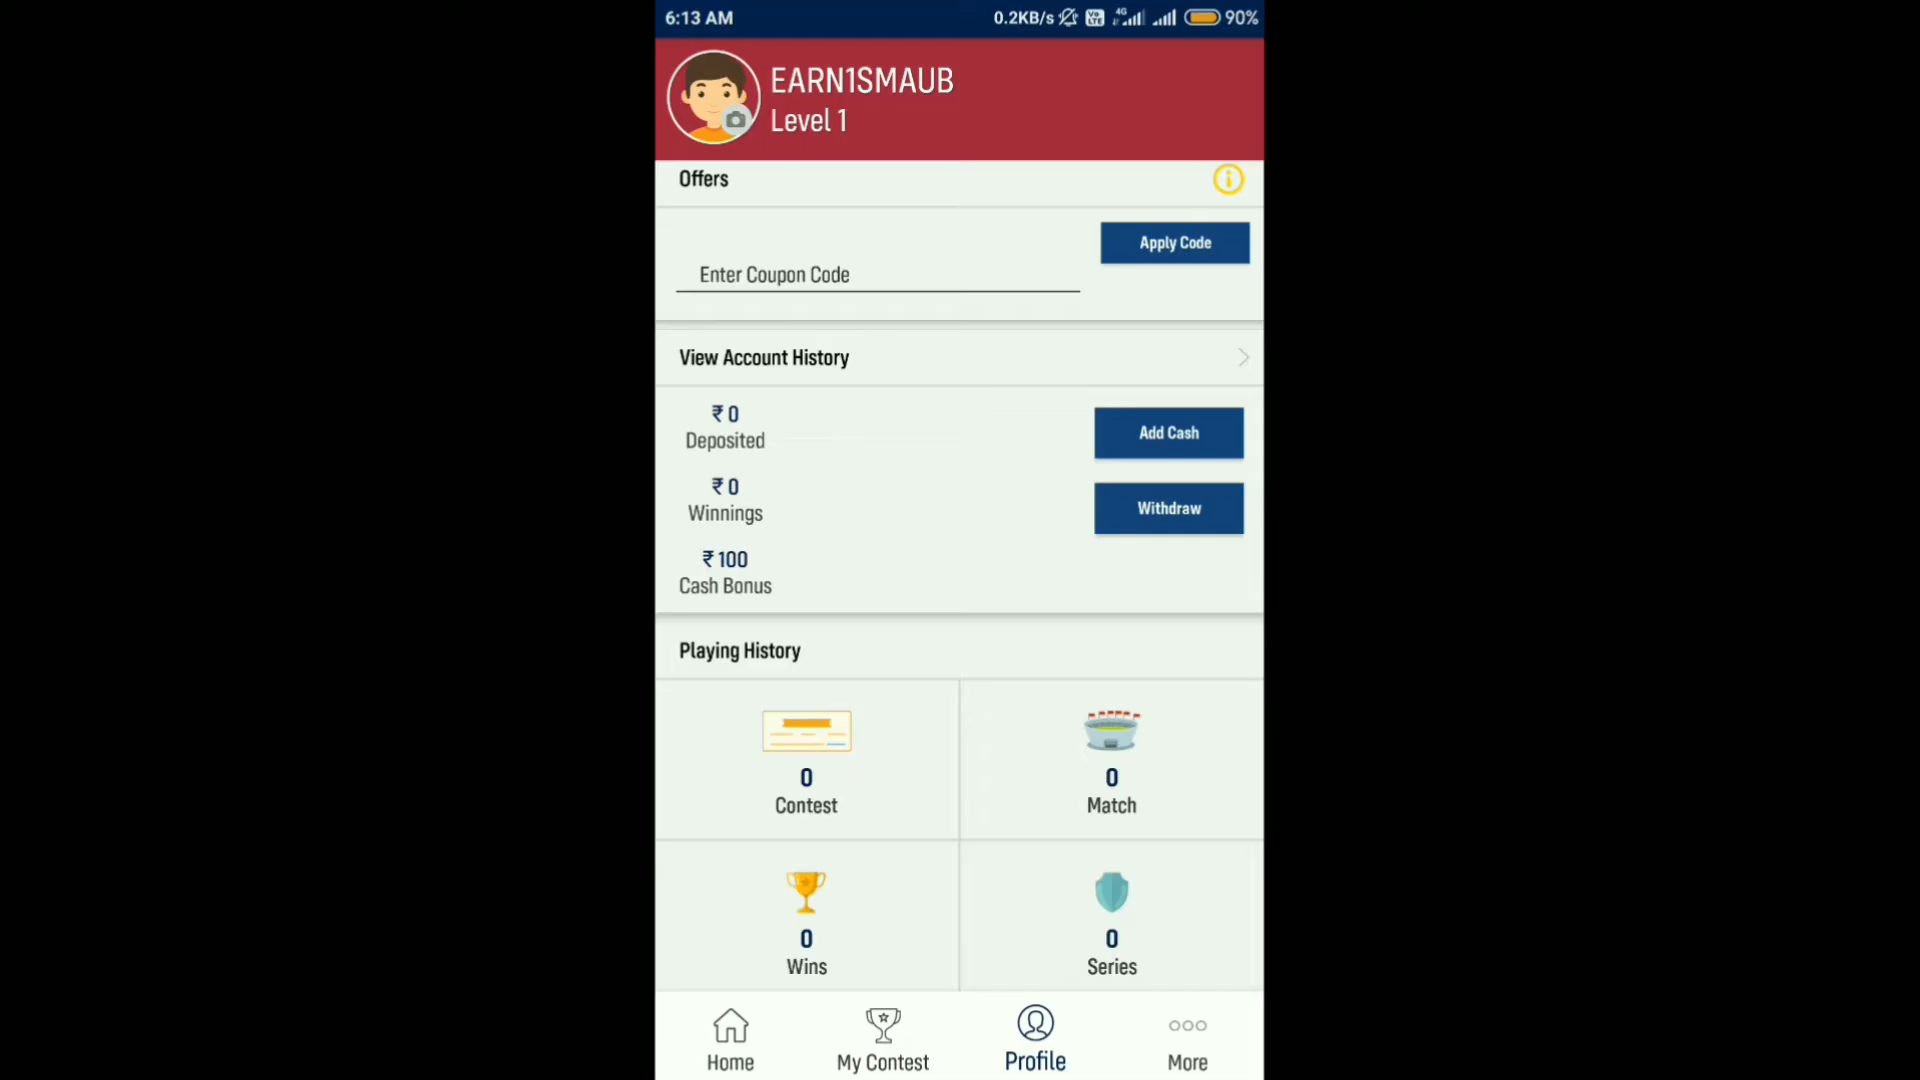 6:13 AM 0.2KB/s 4G 90%
EARN1SMAUB
Level 1
Offers
Enter Coupon Code
Apply Code
View Account History
₹ 0
Deposited
Add Cash
₹ 0
Winnings
Withdraw
₹ 100
Cash Bonus
Playing History
0
Contest
0
Match
0
Wins
0
Series
Home
My Contest
Profile
More